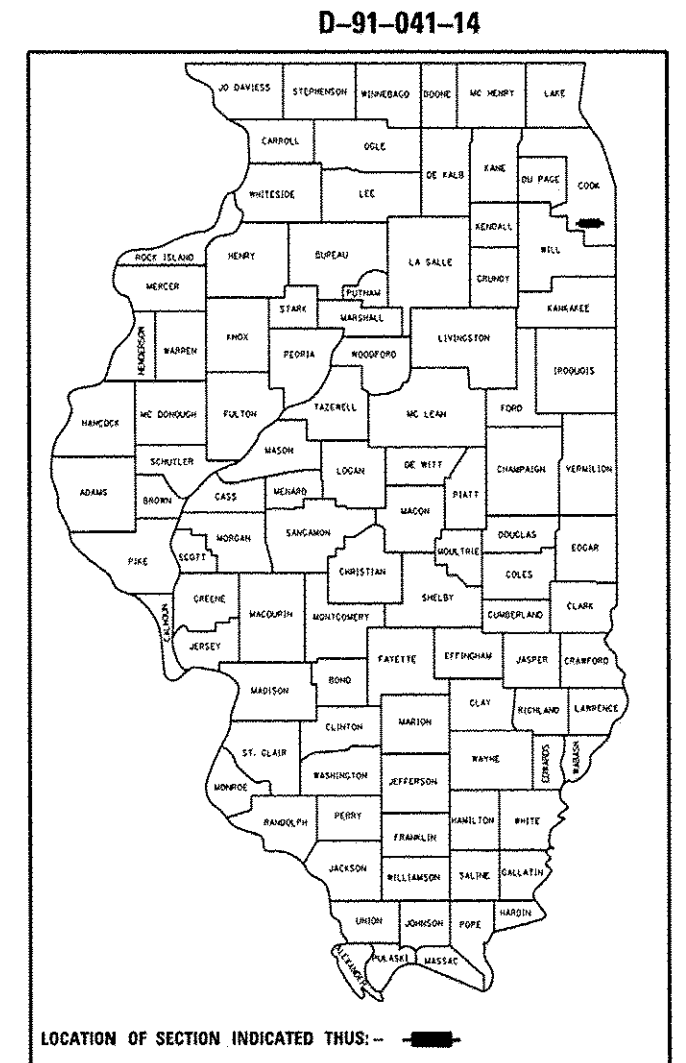 D-91-041-14
JO DAVIESS STEPHENSON WINNEBAGO BOONE MC HENRY LAKE
CARROLL OGLE DE KALB KANE DU PAGE COOK
WHITESIDE LEE
KENDALL WILL
ROCK ISLAND HENRY BUREAU LA SALLE GRUNDY
MERCER PUTNAM
STARK MARSHALL KANKAKEE
HENDERSON WARREN KNOX PEORIA WOODFORD LIVINGSTON IROQUOIS
HANCOCK MC DONOUGH FULTON TAZEWELL MC LEAN FORD
MASON
SCHUYLER LOGAN DE WITT CHAMPAIGN VERMILION
ADAMS BROWN CASS MENARD PIATT
MACON
PIKE SCOTT MORGAN SANGAMON MOULTRIE DOUGLAS EDGAR
CHRISTIAN COLES
GREENE MACOUPIN MONTGOMERY SHELBY CUMBERLAND CLARK
CALHOUN JERSEY
FAYETTE EFFINGHAM JASPER CRAWFORD
MADISON BOND
CLAY RICHLAND LAWRENCE
CLINTON MARION
ST. CLAIR WAYNE EDWARDS WABASH
MONROE WASHINGTON JEFFERSON
RANDOLPH PERRY HAMILTON WHITE
FRANKLIN
JACKSON WILLIAMSON SALINE GALLATIN
UNION JOHNSON POPE HARDIN
ALEXANDER PULASKI MASSAC
LOCATION OF SECTION INDICATED THUS: -